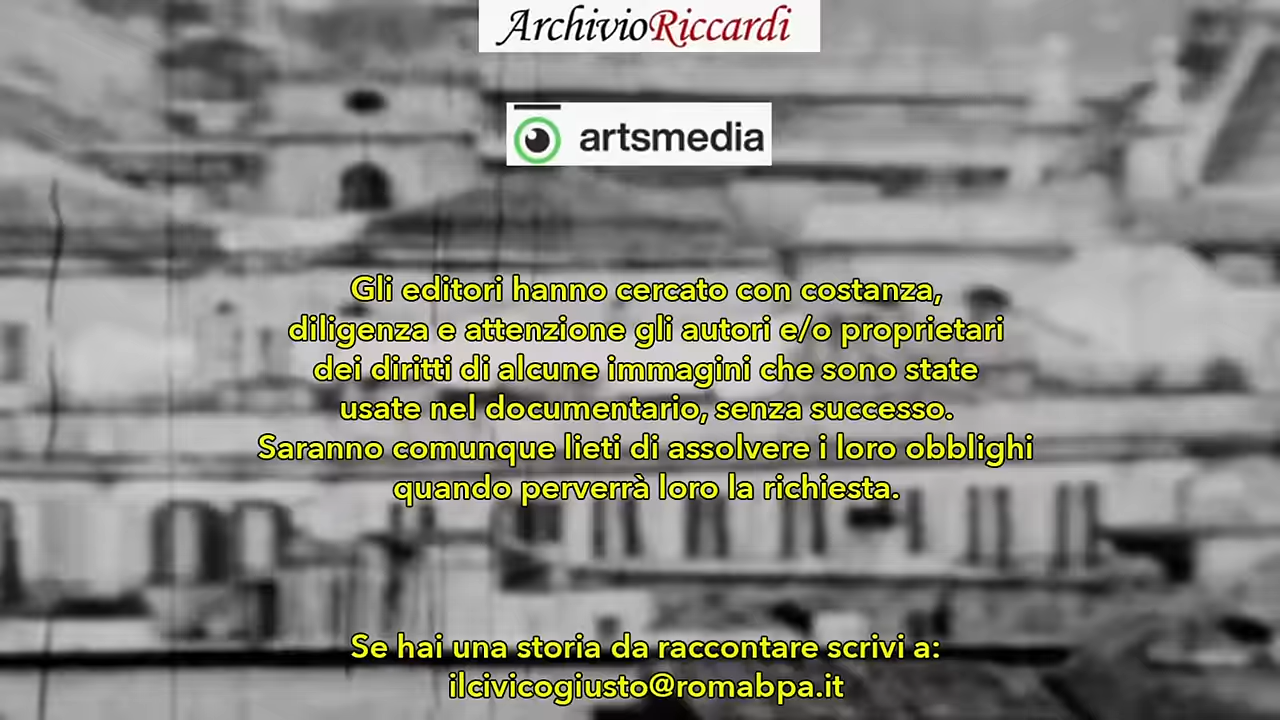 ArchivioRiccardi
artsmedia
Gli editori hanno cercato con costanza,
diligenza e attenzione gli autori e/o proprietari
dei diritti di alcune immagini che sono state
usate nel documentario, senza successo.
Saranno comunque lieti di assolvere i loro obblighi
quando perverrà loro la richiesta.
Se hai una storia da raccontare scrivi a:
ilcivicogiusto@romabpa.it